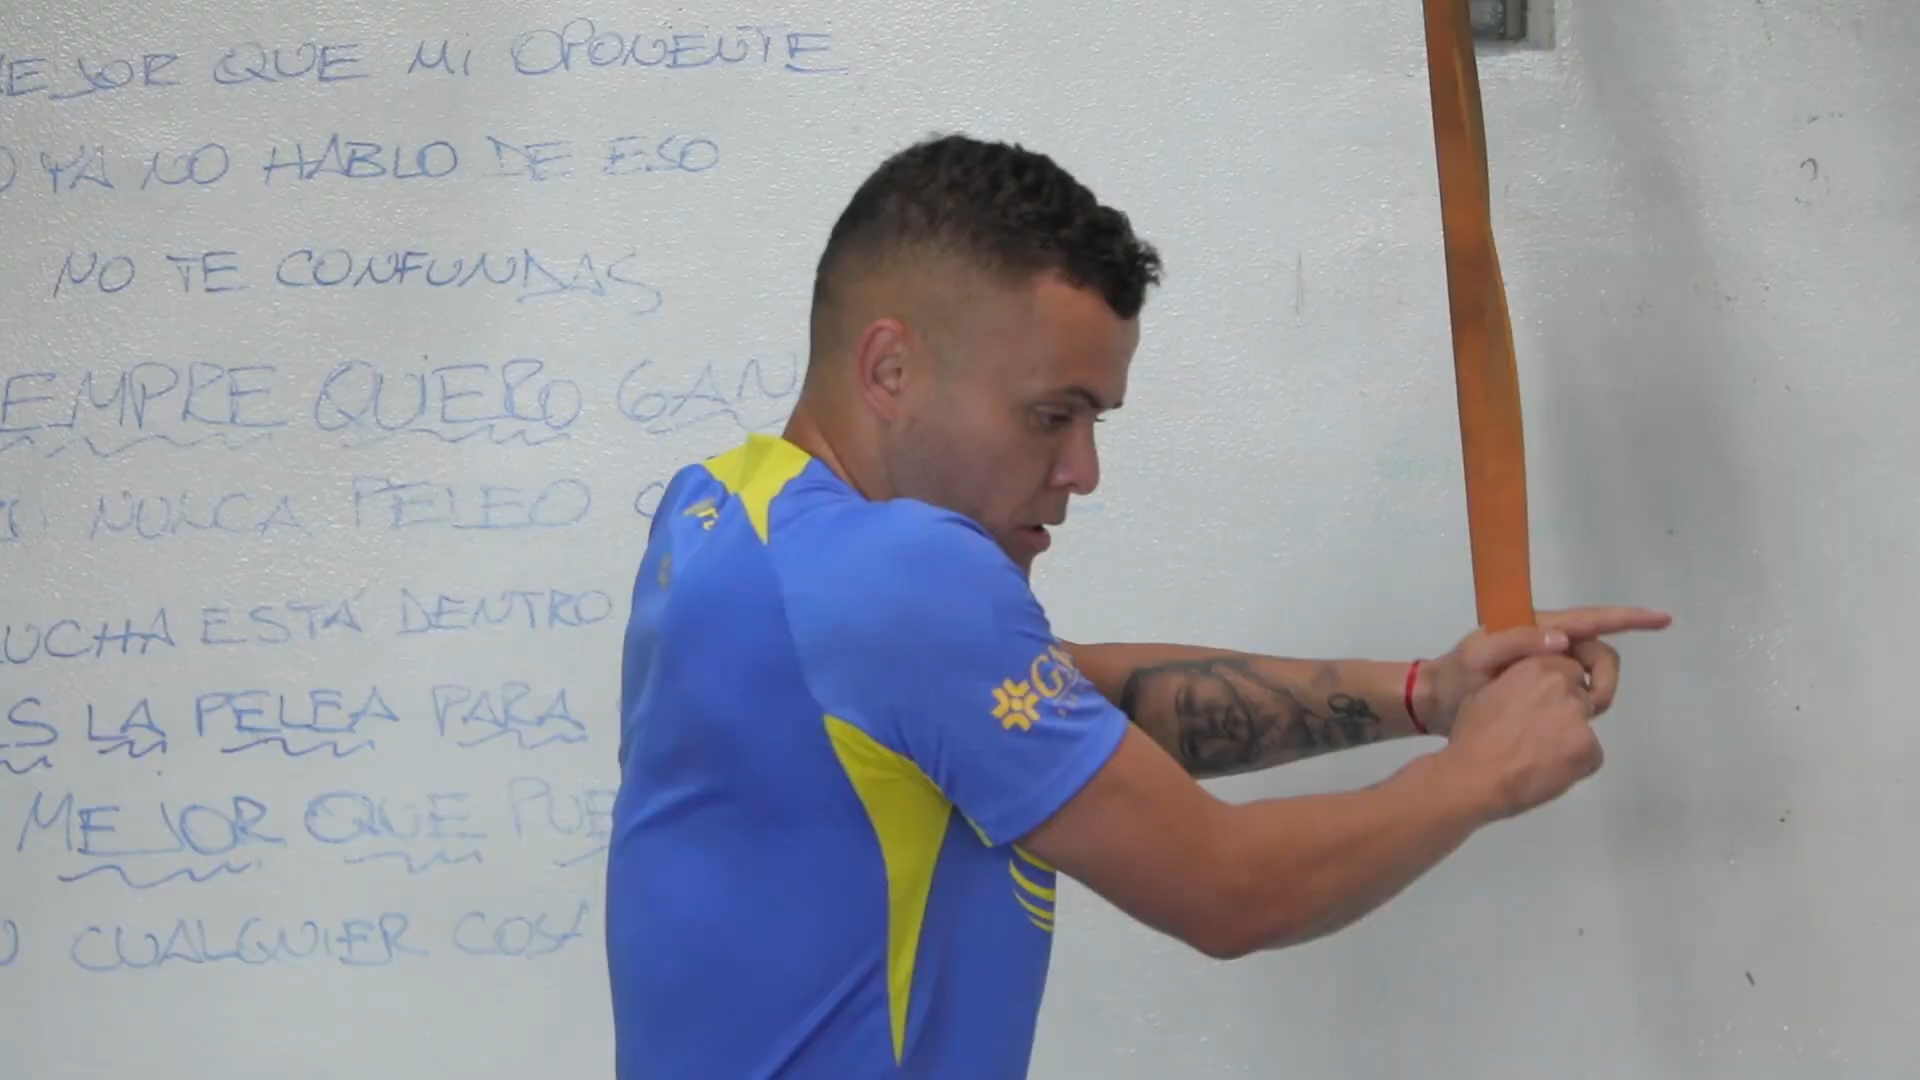 MEJOR QUE MI OPONENTE
YA NO HABLO DE ESO
NO TE CONFUNDAS
EMPRE QUERO GAN
NUNCA PELEO
UCHA ESTÁ DENTRO
S LA PELEA PARA
MEJOR QUE PUE
CUALQUIER COSA